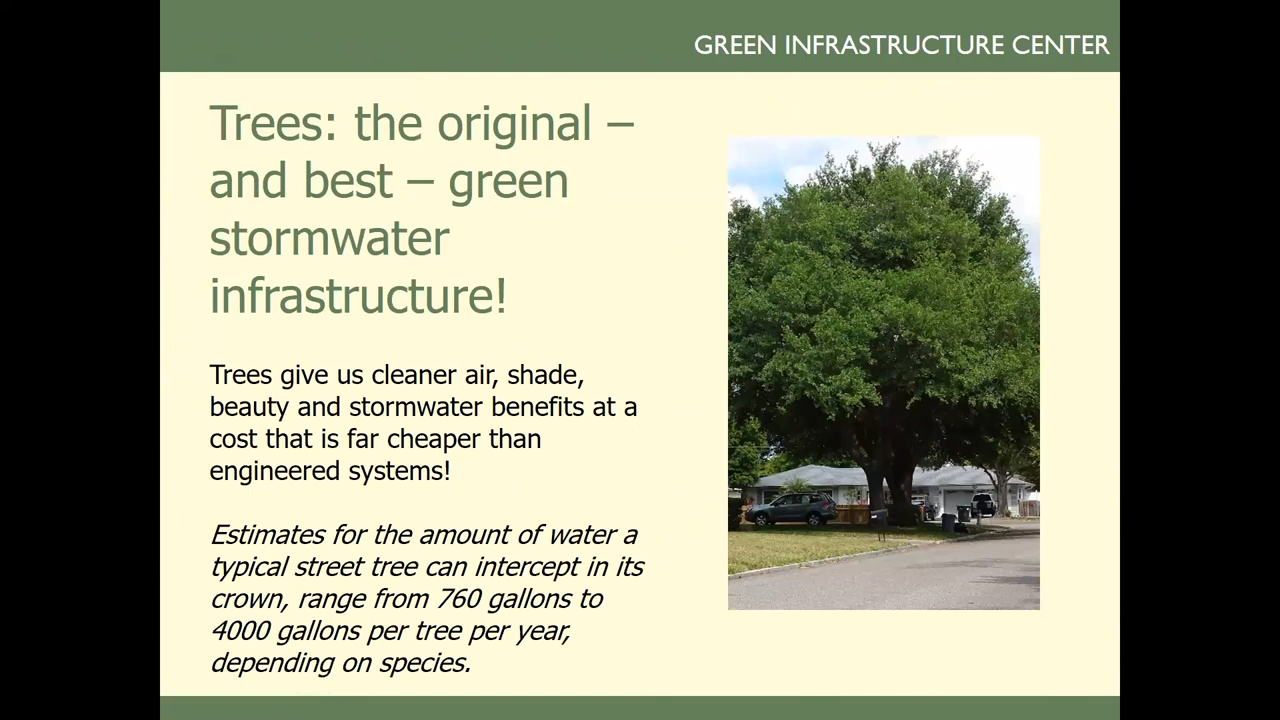 GREEN INFRASTRUCTURE CENTER
Trees: the original –
and best – green
stormwater
infrastructure!
Trees give us cleaner air, shade,
beauty and stormwater benefits at a
cost that is far cheaper than
engineered systems!
Estimates for the amount of water a
typical street tree can intercept in its
crown, range from 760 gallons to
4000 gallons per tree per year,
depending on species.